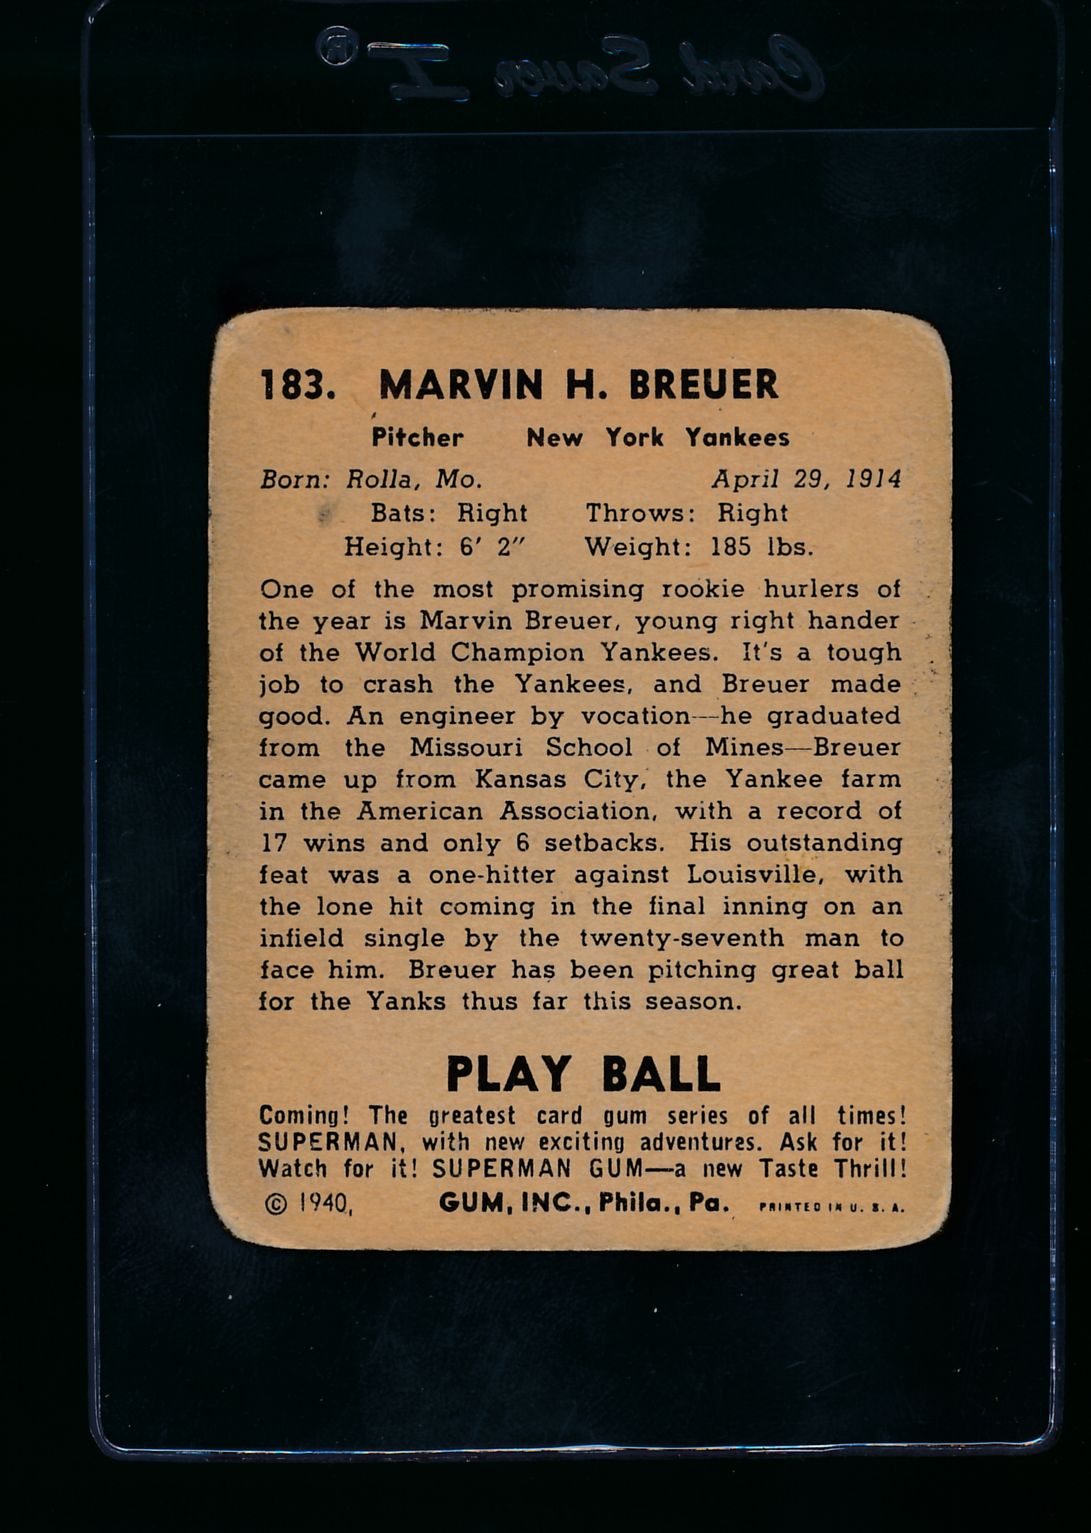 Card Saver I ®
183. MARVIN H. BREUER
Pitcher New York Yankees
Born: Rolla, Mo. April 29, 1914
Bats: Right Throws: Right
Height: 6' 2" Weight: 185 lbs.
One of the most promising rookie hurlers of
the year is Marvin Breuer, young right hander
of the World Champion Yankees. It's a tough
job to crash the Yankees, and Breuer made
good. An engineer by vocation—he graduated
from the Missouri School of Mines—Breuer
came up from Kansas City, the Yankee farm
in the American Association, with a record of
17 wins and only 6 setbacks. His outstanding
feat was a one-hitter against Louisville, with
the lone hit coming in the final inning on an
infield single by the twenty-seventh man to
face him. Breuer has been pitching great ball
for the Yanks thus far this season.
PLAY BALL
Coming! The greatest card gum series of all times!
SUPERMAN, with new exciting adventures. Ask for it!
Watch for it! SUPERMAN GUM—a new Taste Thrill!
© 1940, GUM, INC., Phila., Pa. PRINTED IN U. S. A.